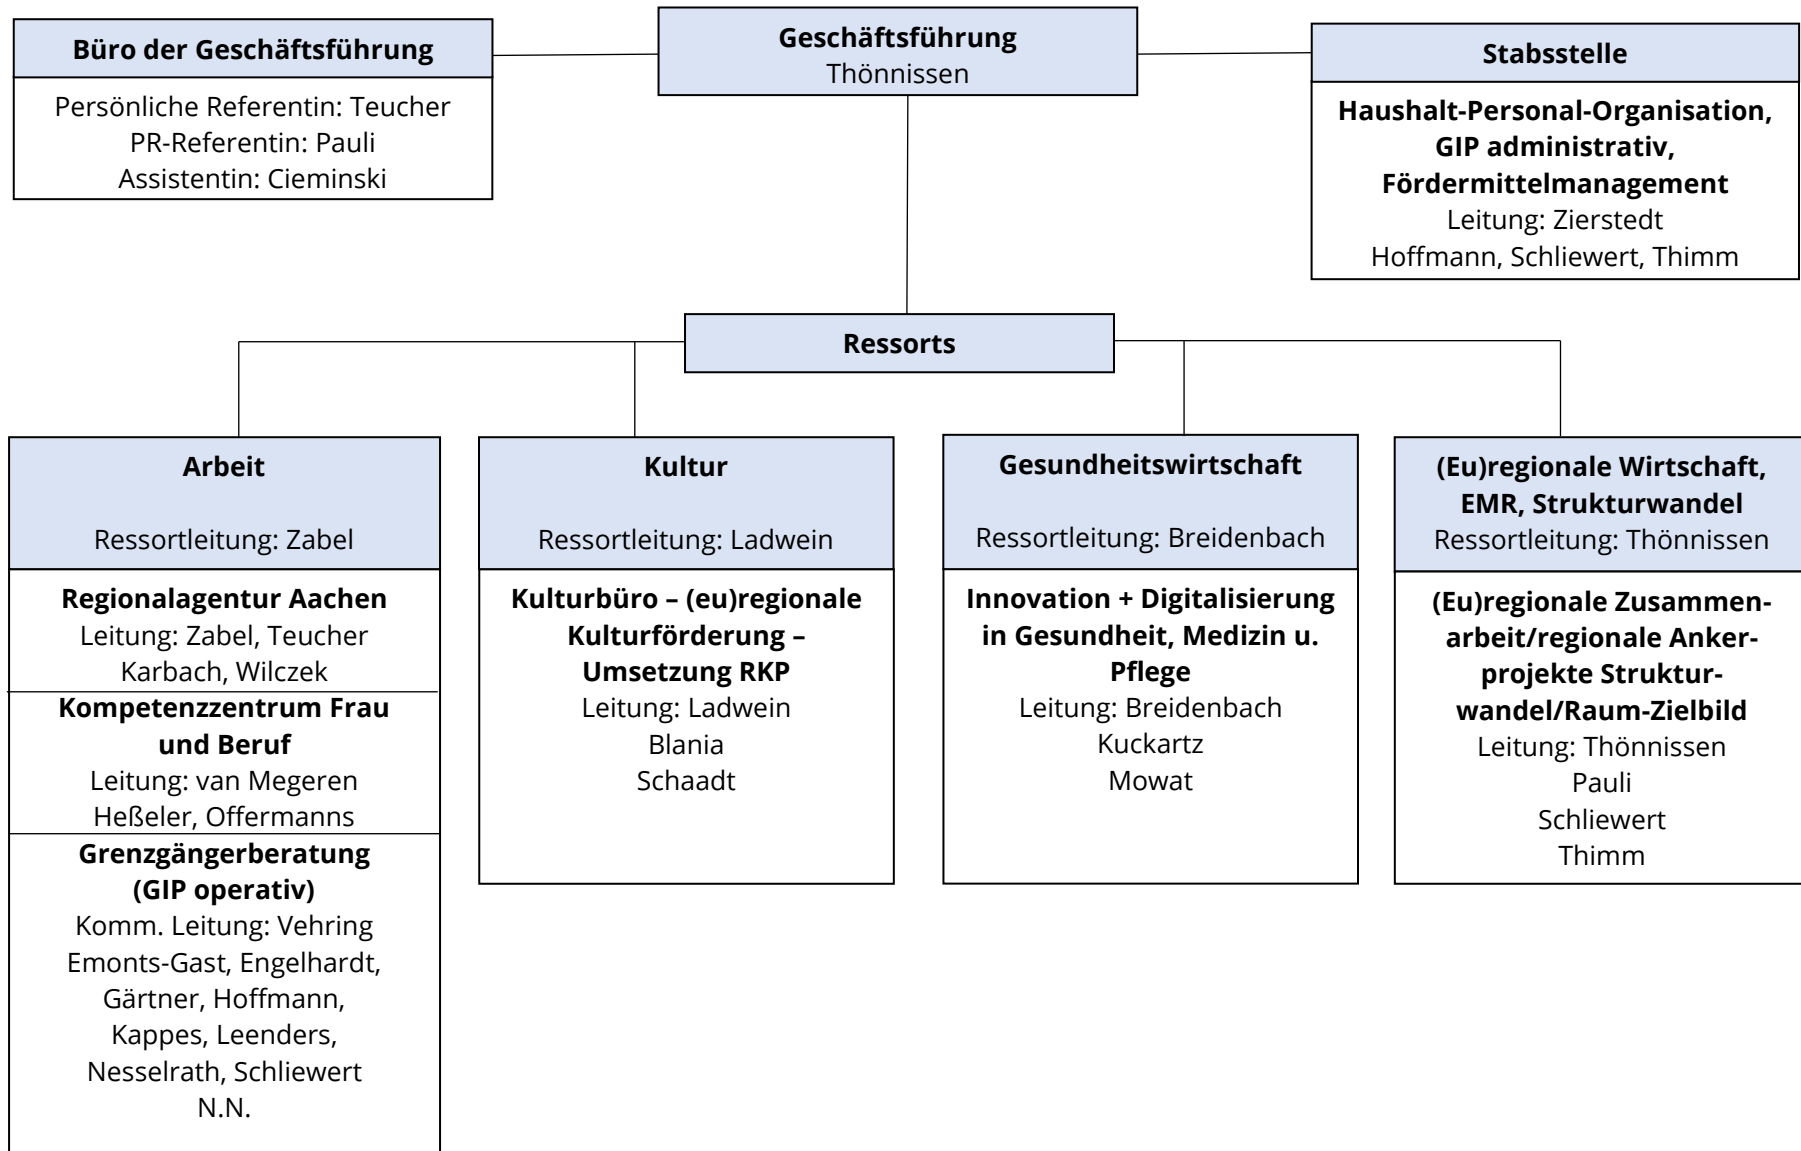 Büro der Geschäftsführung
Persönliche Referentin: Teucher
PR-Referentin: Pauli
Assistentin: Cieminski
Geschäftsführung
Thönnissen
Stabsstelle
Haushalt-Personal-Organisation,
GIP administrativ,
Fördermittelmanagement
Leitung: Zierstedt
Hoffmann, Schliewert, Thimm
Ressorts
Arbeit
Ressortleitung: Zabel
Regionalagentur Aachen
Leitung: Zabel, Teucher
Karbach, Wilczek
Kompetenzzentrum Frau
und Beruf
Leitung: van Megeren
Heßeler, Offermanns
Grenzgängerberatung
(GIP operativ)
Komm. Leitung: Vehring
Emonts-Gast, Engelhardt,
Gärtner, Hoffmann,
Kappes, Leenders,
Nesselrath, Schliewert
N.N.
Kultur
Ressortleitung: Ladwein
Kulturbüro – (eu)regionale
Kulturförderung –
Umsetzung RKP
Leitung: Ladwein
Blania
Schaadt
Gesundheitswirtschaft
Ressortleitung: Breidenbach
Innovation + Digitalisierung
in Gesundheit, Medizin u.
Pflege
Leitung: Breidenbach
Kuckartz
Mowat
(Eu)regionale Wirtschaft,
EMR, Strukturwandel
Ressortleitung: Thönnissen
(Eu)regionale Zusammen-
arbeit/regionale Anker-
projekte Struktur-
wandel/Raum-Zielbild
Leitung: Thönnissen
Pauli
Schliewert
Thimm